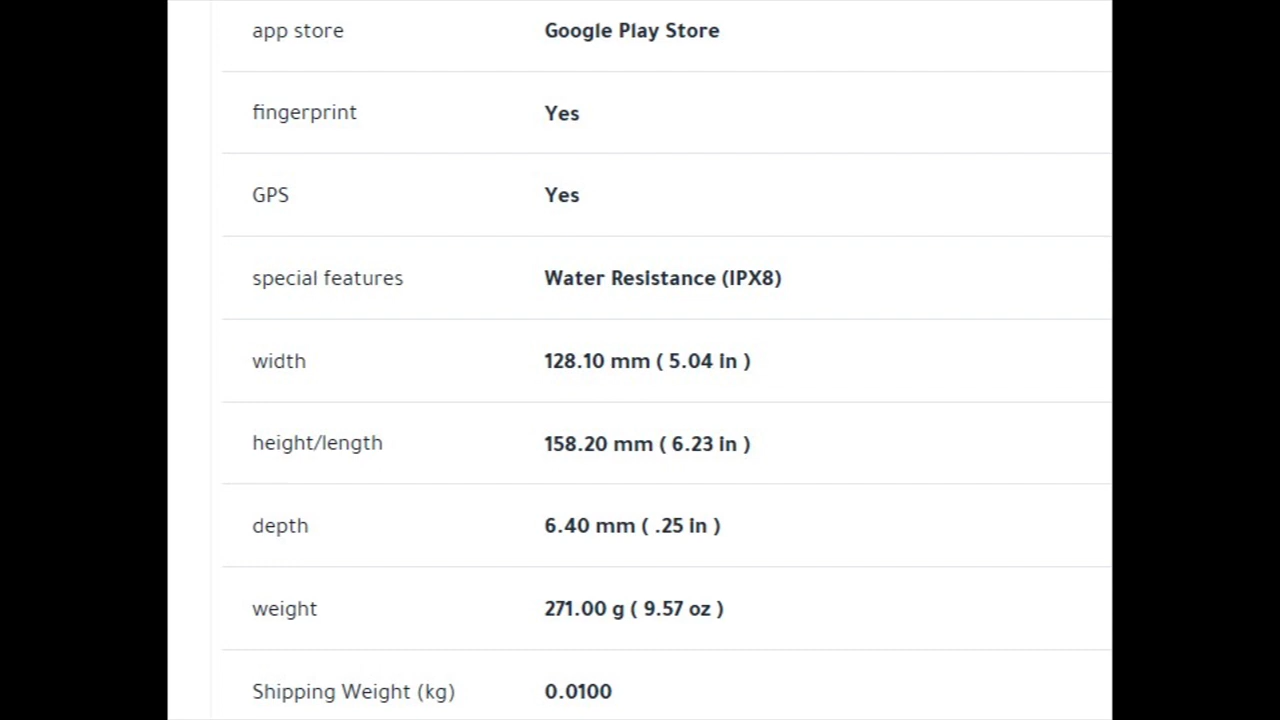 app store Google Play Store
fingerprint Yes
GPS Yes
special features Water Resistance (IPX8)
width 128.10 mm ( 5.04 in )
height/length 158.20 mm ( 6.23 in )
depth 6.40 mm ( .25 in )
weight 271.00 g ( 9.57 oz )
Shipping Weight (kg) 0.0100